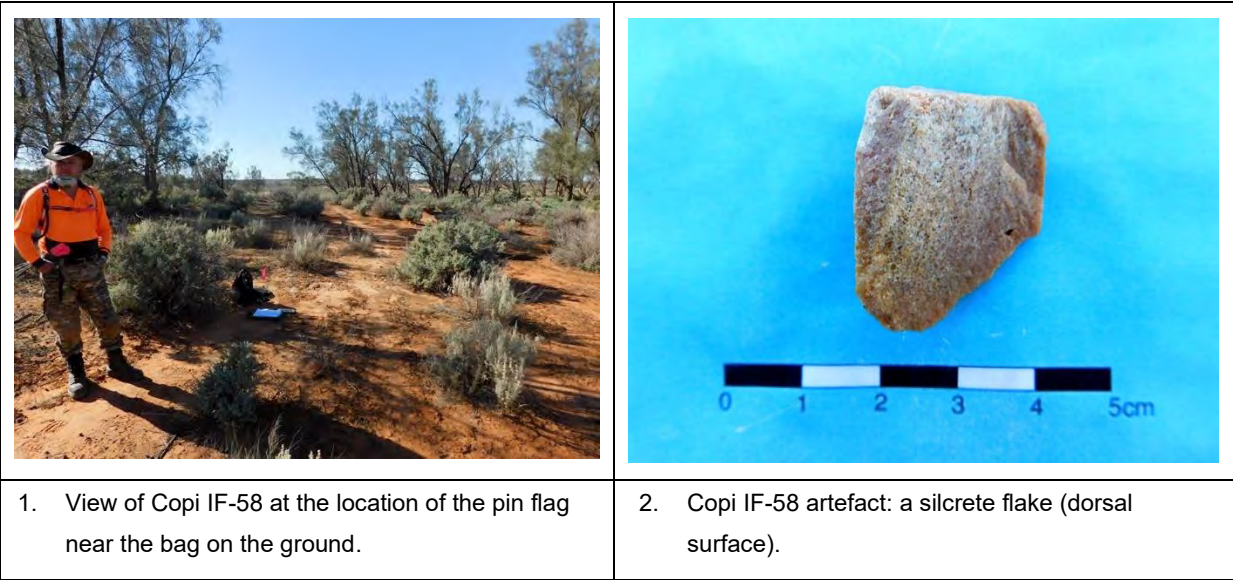 0 1 2 3 4 5cm
1. View of Copi IF-58 at the location of the pin flag
near the bag on the ground.
2. Copi IF-58 artefact: a silcrete flake (dorsal
surface).